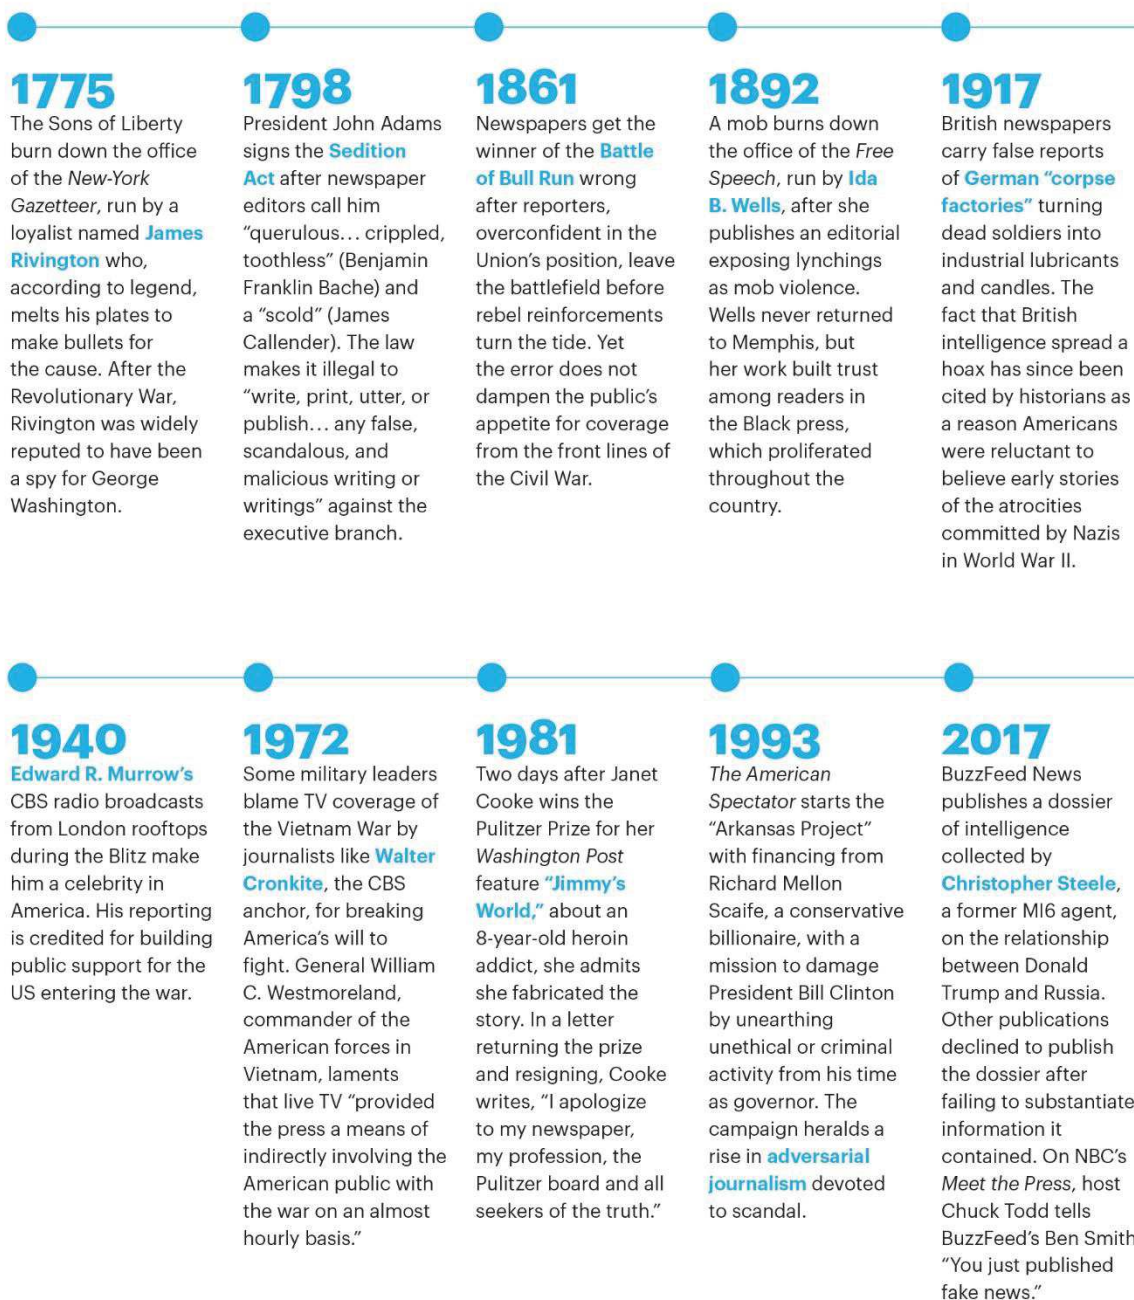 1775
The Sons of Liberty
burn down the office
of the New-York
Gazetteer, run by a
loyalist named James
Rivington who,
according to legend,
melts his plates to
make bullets for
the cause. After the
Revolutionary War,
Rivington was widely
reputed to have been
a spy for George
Washington.
1798
President John Adams
signs the Sedition
Act after newspaper
editors call him
“querulous... crippled,
toothless” (Benjamin
Franklin Bache) and
a “scold” (James
Callender). The law
makes it illegal to
“write, print, utter, or
publish... any false,
scandalous, and
malicious writing or
writings” against the
executive branch.
1861
Newspapers get the
winner of the Battle
of Bull Run wrong
after reporters,
overconfident in the
Union’s position, leave
the battlefield before
rebel reinforcements
turn the tide. Yet
the error does not
dampen the public’s
appetite for coverage
from the front lines of
the Civil War.
1892
A mob burns down
the office of the Free
Speech, run by Ida
B. Wells, after she
publishes an editorial
exposing lynchings
as mob violence.
Wells never returned
to Memphis, but
her work built trust
among readers in
the Black press,
which proliferated
throughout the
country.
1917
British newspapers
carry false reports
of German “corpse
factories” turning
dead soldiers into
industrial lubricants
and candles. The
fact that British
intelligence spread a
hoax has since been
cited by historians as
a reason Americans
were reluctant to
believe early stories
of the atrocities
committed by Nazis
in World War II.
1940
Edward R. Murrow’s
CBS radio broadcasts
from London rooftops
during the Blitz make
him a celebrity in
America. His reporting
is credited for building
public support for the
US entering the war.
1972
Some military leaders
blame TV coverage of
the Vietnam War by
journalists like Walter
Cronkite, the CBS
anchor, for breaking
America’s will to
fight. General William
C. Westmoreland,
commander of the
American forces in
Vietnam, laments
that live TV “provided
the press a means of
indirectly involving the
American public with
the war on an almost
hourly basis.”
1981
Two days after Janet
Cooke wins the
Pulitzer Prize for her
Washington Post
feature “Jimmy’s
World,” about an
8-year-old heroin
addict, she admits
she fabricated the
story. In a letter
returning the prize
and resigning, Cooke
writes, “I apologize
to my newspaper,
my profession, the
Pulitzer board and all
seekers of the truth.”
1993
The American
Spectator starts the
“Arkansas Project”
with financing from
Richard Mellon
Scaife, a conservative
billionaire, with a
mission to damage
President Bill Clinton
by unearthing
unethical or criminal
activity from his time
as governor. The
campaign heralds a
rise in adversarial
journalism devoted
to scandal.
2017
BuzzFeed News
publishes a dossier
of intelligence
collected by
Christopher Steele,
a former MI6 agent,
on the relationship
between Donald
Trump and Russia.
Other publications
declined to publish
the dossier after
failing to substantiate
information it
contained. On NBC’s
Meet the Press, host
Chuck Todd tells
BuzzFeed’s Ben Smith
“You just published
fake news.”